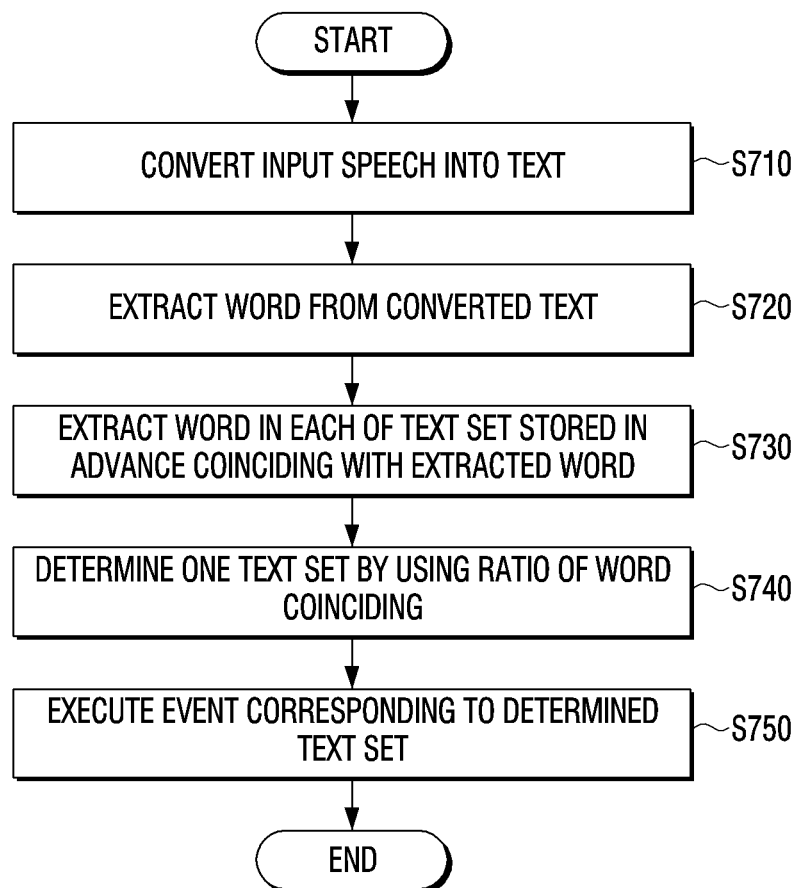 START
CONVERT INPUT SPEECH INTO TEXT
S710
EXTRACT WORD FROM CONVERTED TEXT
S720
EXTRACT WORD IN EACH OF TEXT SET STORED IN
ADVANCE COINCIDING WITH EXTRACTED WORD
S730
DETERMINE ONE TEXT SET BY USING RATIO OF WORD
COINCIDING
S740
EXECUTE EVENT CORRESPONDING TO DETERMINED
TEXT SET
S750
END